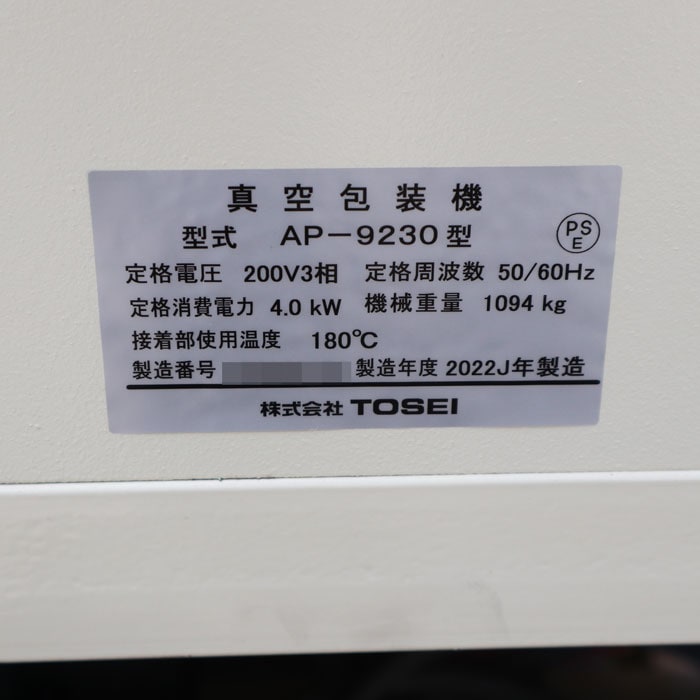 真空包装機
型式 AP-9230型 PSE
定格電圧 200V3相 定格周波数 50/60Hz
定格消費電力 4.0 kW 機械重量 1094 kg
接着部使用温度 180℃
製造番号 製造年度 2022J年製造
株式会社 TOSEI